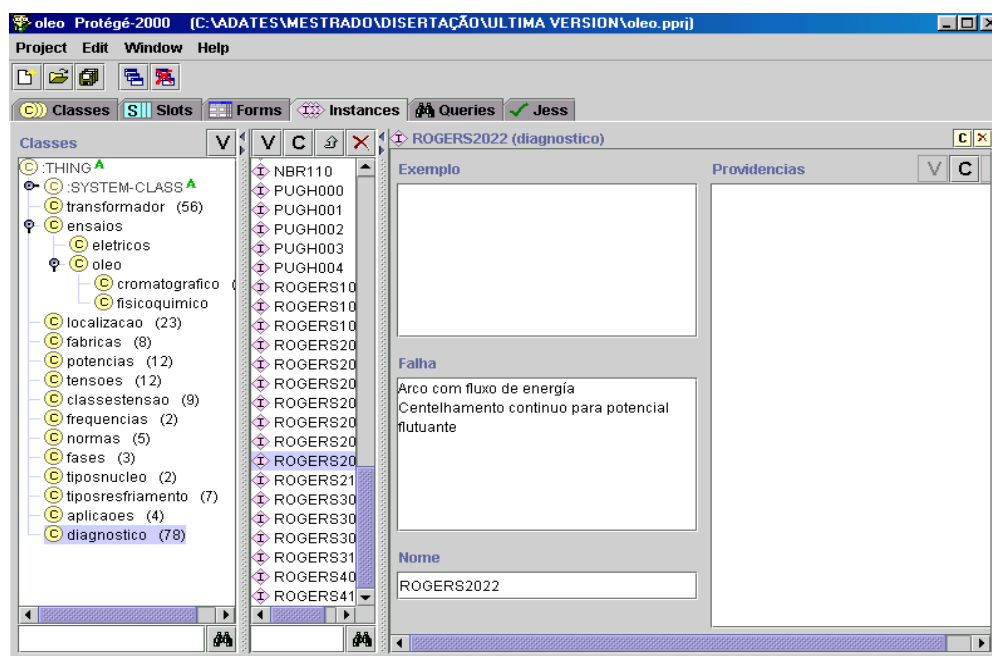 oleo Protégé-2000 (C:\ADATES\MESTRADO\DISERTAÇÃO\ULTIMA VERSION\oleo.pprj)
Project Edit Window Help
C Classes S Slots Forms I Instances Queries Jess
Classes V
C :THING A
C :SYSTEM-CLASS A
C transformador (56)
C ensaios
C eletricos
C oleo
C cromatografico (
C fisicoquimico
C localizacao (23)
C fabricas (8)
C potencias (12)
C tensoes (12)
C classestensao (9)
C frequencias (2)
C normas (5)
C fases (3)
C tiposnucleo (2)
C tiposresfriamento (7)
C aplicaoes (4)
C diagnostico (78)
V C
I NBR110
I PUGH000
I PUGH001
I PUGH002
I PUGH003
I PUGH004
I ROGERS10
I ROGERS10
I ROGERS10
I ROGERS20
I ROGERS20
I ROGERS20
I ROGERS20
I ROGERS20
I ROGERS20
I ROGERS20
I ROGERS21
I ROGERS30
I ROGERS30
I ROGERS30
I ROGERS31
I ROGERS40
I ROGERS41
I ROGERS2022 (diagnostico) C
Exemplo
Falha
Arco com fluxo de energía
Centelhamento continuo para potencial
flutuante
Nome
ROGERS2022
Providencias V C